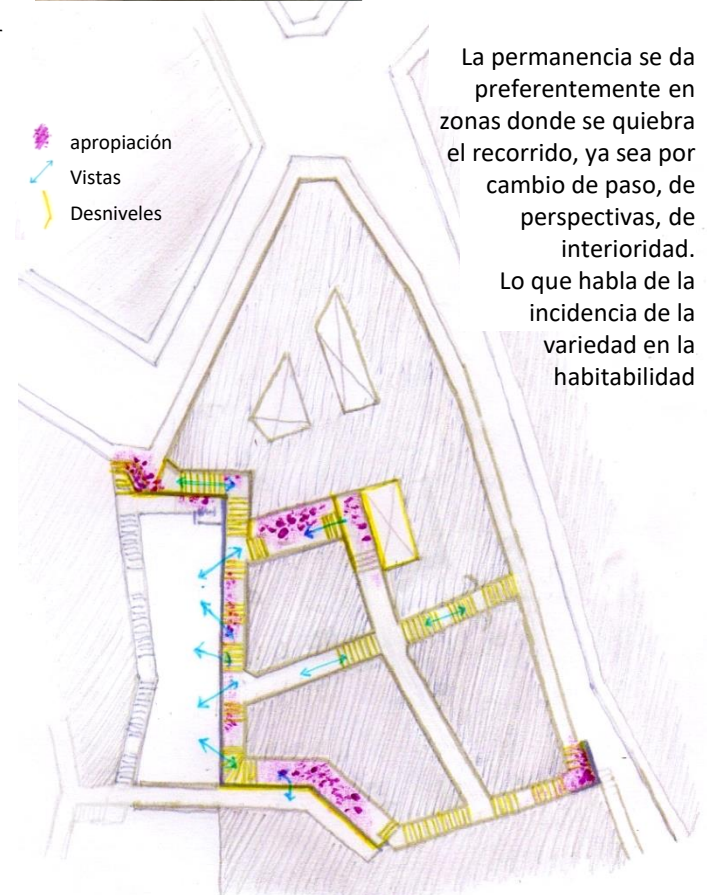 apropiación
Vistas
Desniveles
La permanencia se da
preferentemente en
zonas donde se quiebra
el recorrido, ya sea por
cambio de paso, de
perspectivas, de
interioridad.
Lo que habla de la
incidencia de la
variedad en la
habitabilidad